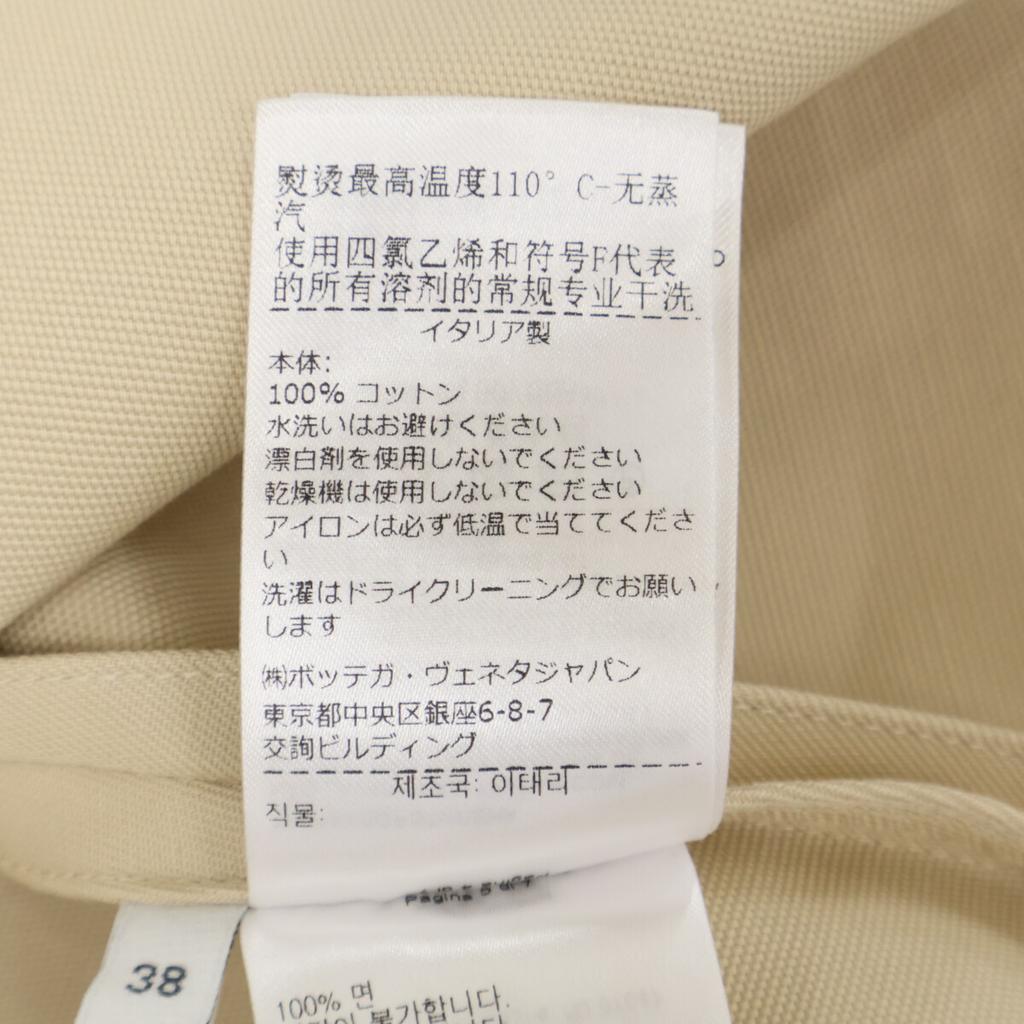 熨烫最高温度110° C-无蒸
汽
使用四氯乙烯和符号F代表
的所有溶剂的常规专业干洗
イタリア製
本体:
100% コットン
水洗いはお避けください
漂白剤を使用しないでください
乾燥機は使用しないでください
アイロンは必ず低温で当ててくださ
い
洗濯はドライクリーニングでお願い
します
㈱ボッテガ・ヴェネタジャパン
東京都中央区銀座6-8-7
交詢ビルディング
제조국: 이태리
직물:
38
100% 면
불가합니다.